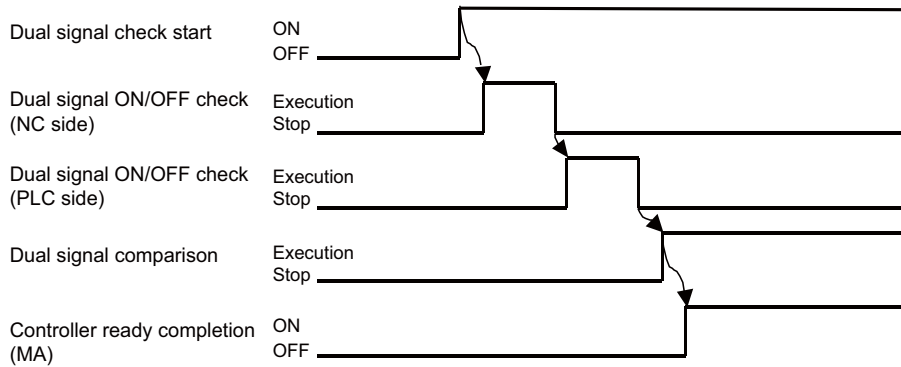 Dual signal check start
ON
OFF
Dual signal ON/OFF check
(NC side)
Execution
Stop
Dual signal ON/OFF check
(PLC side)
Execution
Stop
Dual signal comparison
Execution
Stop
Controller ready completion
(MA)
ON
OFF